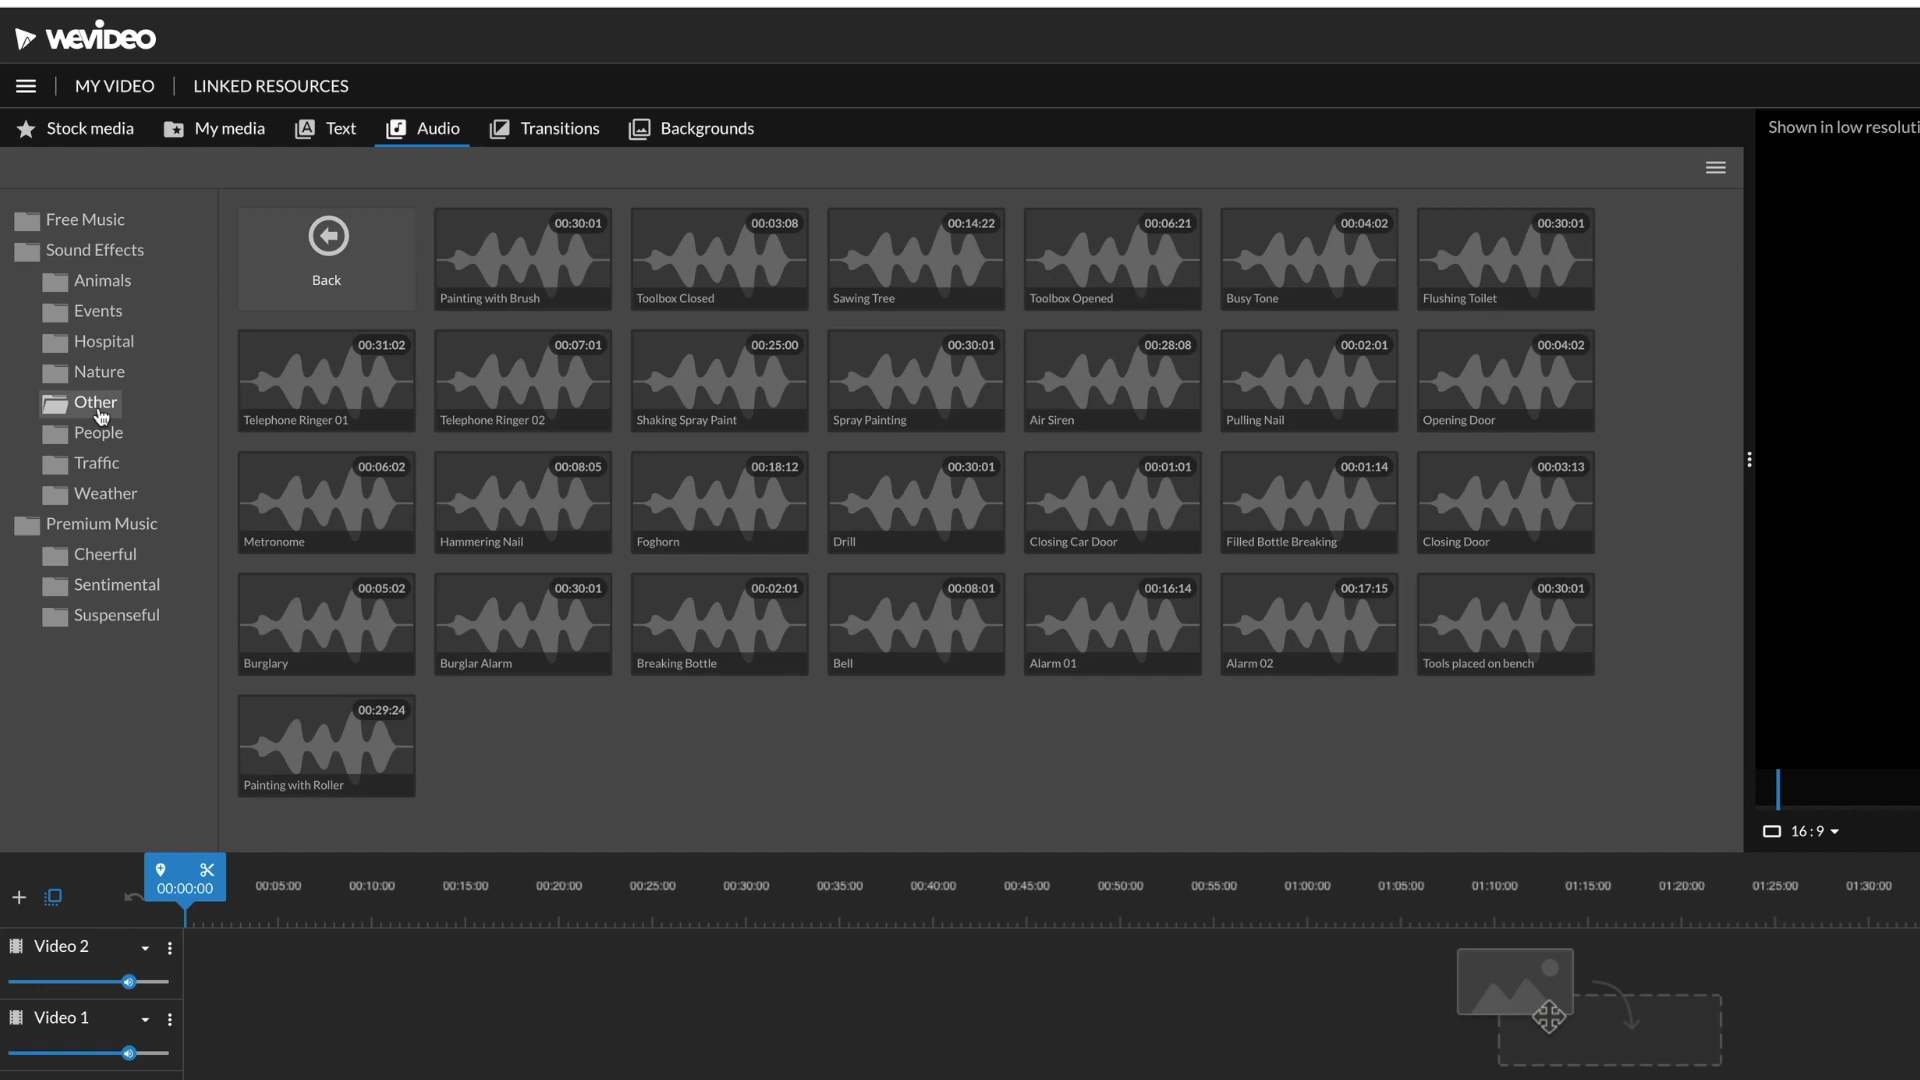 WEVIDEO
MY VIDEO LINKED RESOURCES
Stock media My media Text Audio Transitions Backgrounds
Shown in low resoluti
Free Music
Sound Effects
Animals
Events
Hospital
Nature
Other
People
Traffic
Weather
Premium Music
Cheerful
Sentimental
Suspenseful
Back
00:30:01
Painting with Brush
00:03:08
Toolbox Closed
00:14:22
Sawing Tree
00:06:21
Toolbox Opened
00:04:02
Busy Tone
00:30:01
Flushing Toilet
00:31:02
Telephone Ringer 01
00:07:01
Telephone Ringer 02
00:25:00
Shaking Spray Paint
00:30:01
Spray Painting
00:28:08
Air Siren
00:02:01
Pulling Nail
00:04:02
Opening Door
00:06:02
Metronome
00:08:05
Hammering Nail
00:18:12
Foghorn
00:30:01
Drill
00:01:01
Closing Car Door
00:01:14
Filled Bottle Breaking
00:03:13
Closing Door
00:05:02
Burglary
00:30:01
Burglar Alarm
00:02:01
Breaking Bottle
00:08:01
Bell
00:16:14
Alarm 01
00:17:15
Alarm 02
00:30:01
Tools placed on bench
00:29:24
Painting with Roller
16:9
00:00:00 00:05:00 00:10:00 00:15:00 00:20:00 00:25:00 00:30:00 00:35:00 00:40:00 00:45:00 00:50:00 00:55:00 01:00:00 01:05:00 01:10:00 01:15:00 01:20:00 01:25:00 01:30:00
Video 2
Video 1